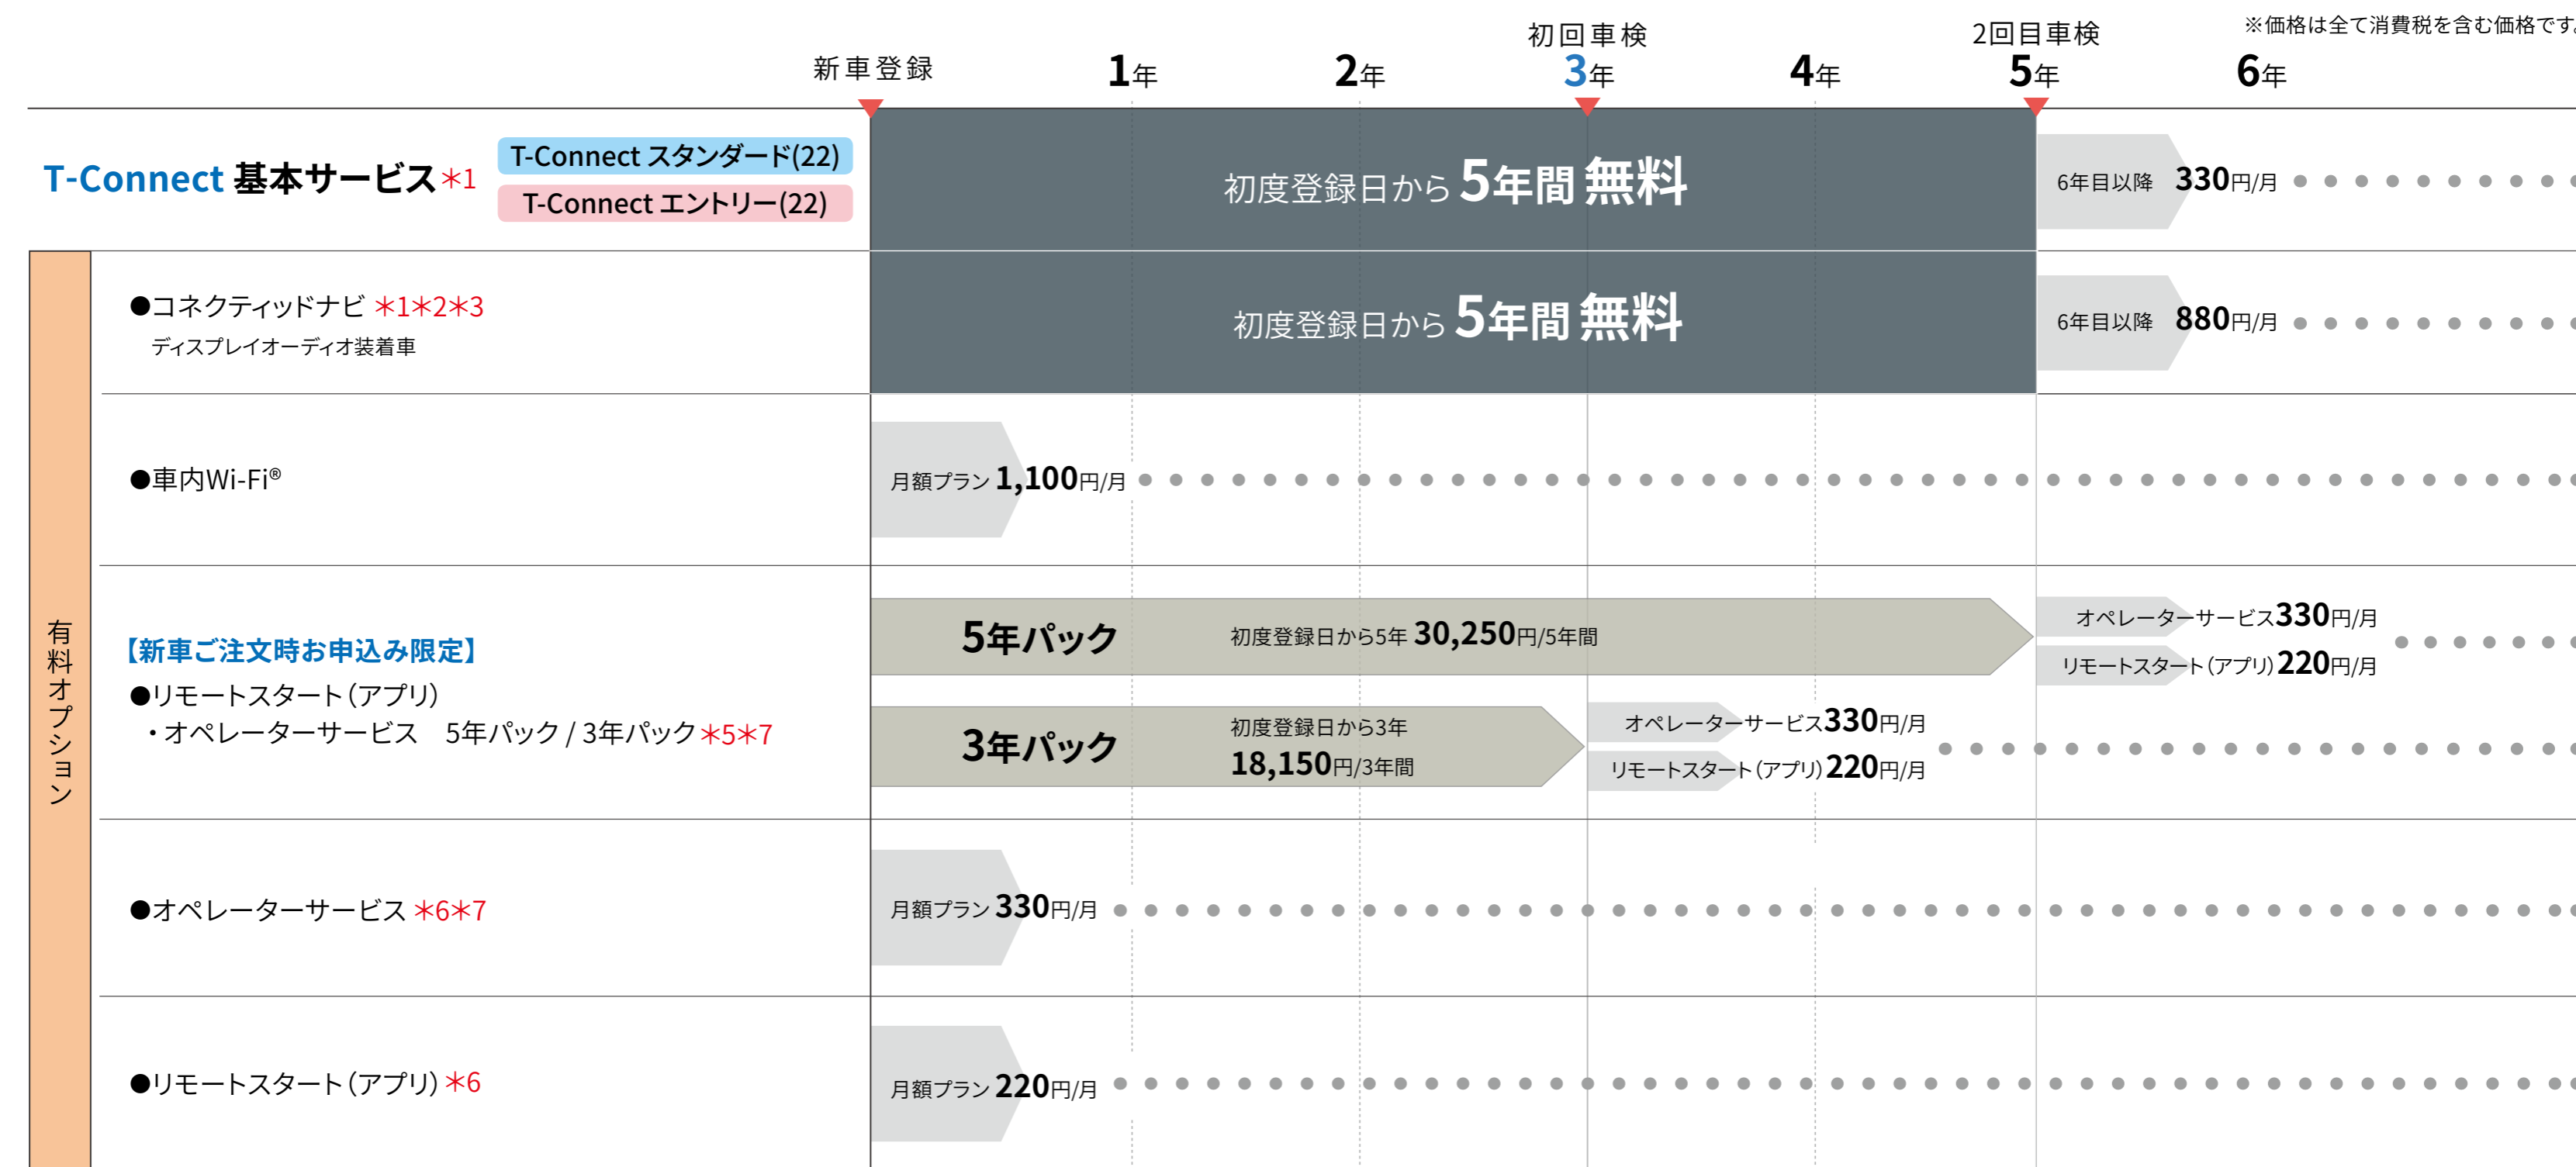 ※価格は全て消費税を含む価格です。
新車登録
初回車検
2回目車検
1年
2年
3年
4年
5年
6年
T-Connect 基本サービス＊1
T-Connect スタンダード(22)
T-Connect エントリー(22)
初度登録日から 5年間 無料
6年目以降 330円/月
有料オプション
●コネクティッドナビ ＊1＊2＊3
ディスプレイオーディオ装着車
初度登録日から 5年間 無料
6年目以降 880円/月
●車内Wi-Fi®
月額プラン 1,100円/月
【新車ご注文時お申込み限定】
●リモートスタート（アプリ）
・オペレーターサービス　5年パック / 3年パック＊5＊7
5年パック
初度登録日から5年 30,250円/5年間
オペレーターサービス330円/月
リモートスタート（アプリ）220円/月
3年パック
初度登録日から3年
18,150円/3年間
オペレーターサービス330円/月
リモートスタート（アプリ）220円/月
●オペレーターサービス ＊6＊7
月額プラン 330円/月
●リモートスタート（アプリ）＊6
月額プラン 220円/月